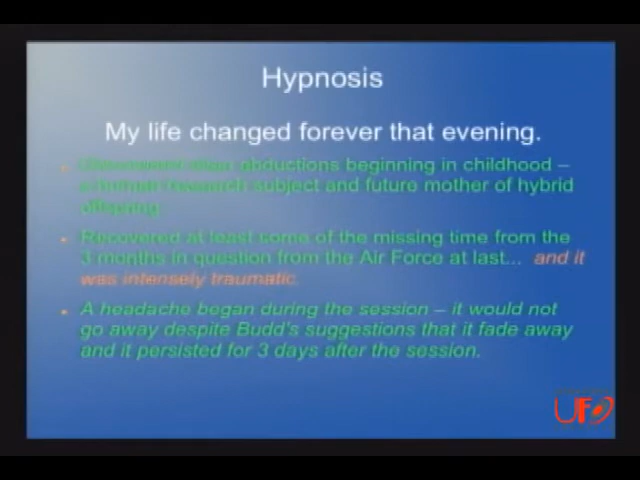 Hypnosis
My life changed forever that evening.
abductions beginning in childhood –
a human research subject and future mother of hybrid
offspring
Recovered at least some of the missing time from the
3 months in question from the Air Force at last... and it
was intensely traumatic.
A headache began during the session – it would not
go away despite Budd's suggestions that it fade away
and it persisted for 3 days after the session.
UFO